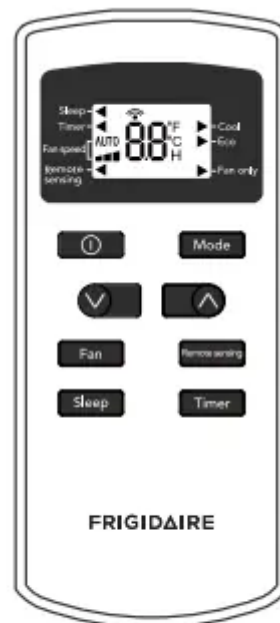 Sleep
Timer
Fan speed
Remote
sensing
AUTO
88
°F
°C
H
Cool
Eco
Fan only
Mode
Fan
Remote sensing
Sleep
Timer
FRIGIDAIRE